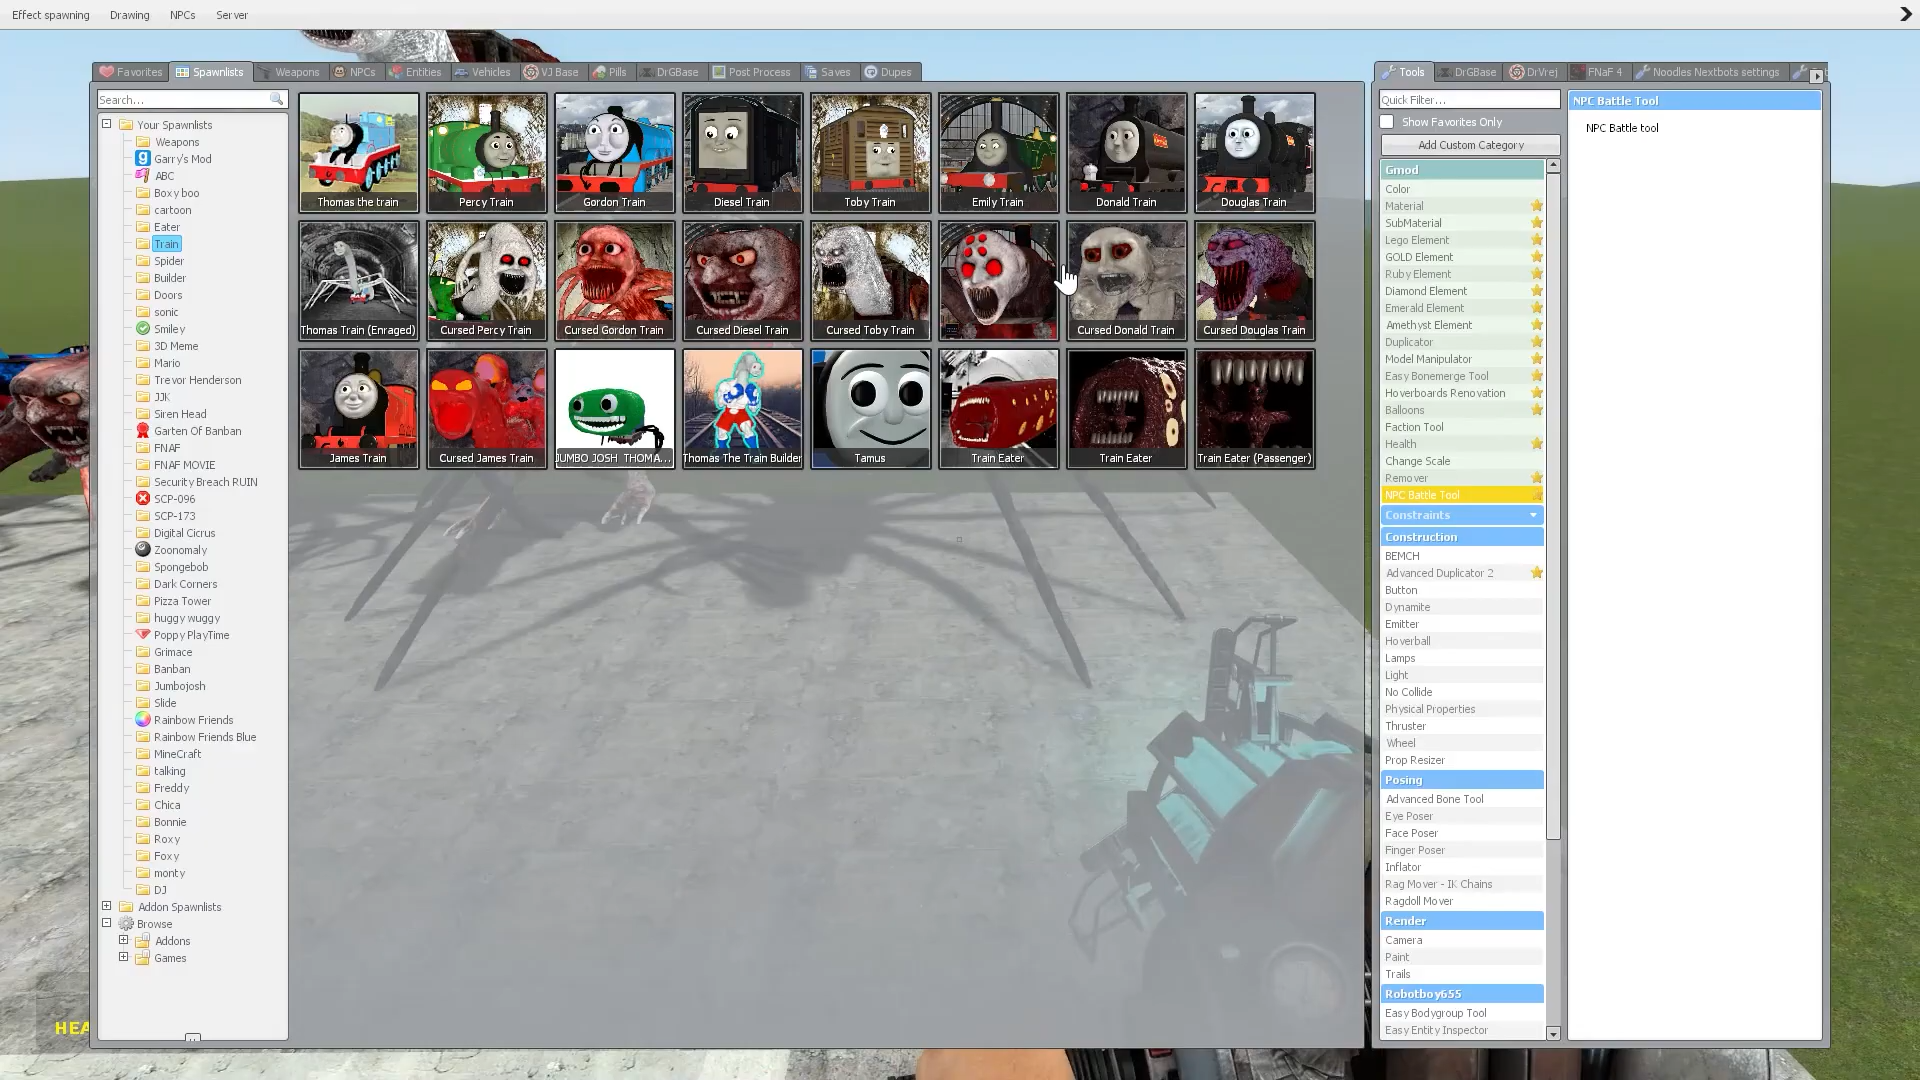 Effect spawning Drawing NPCs Server
Favorites Spawnlists Weapons NPCs Entities Vehicles VJ Base Pills DrGBase Post Process Saves Dupes
Tools DrGBase DrVrej FNaF 4 Noodles Nextbots settings
Search...
Your Spawnlists
Weapons
Garry's Mod
ABC
Boxy boo
cartoon
Eater
Train
Spider
Builder
Doors
sonic
Smiley
3D Meme
Mario
Trevor Henderson
JJK
Siren Head
Garten Of Banban
FNAF
FNAF MOVIE
Security Breach RUIN
SCP-096
SCP-173
Digital Cicrus
Zoonomaly
Spongebob
Dark Corners
Pizza Tower
huggy wuggy
Poppy PlayTime
Grimace
Banban
Jumbojosh
Slide
Rainbow Friends
Rainbow Friends Blue
MineCraft
talking
Freddy
Chica
Bonnie
Roxy
Foxy
monty
DJ
Addon Spawnlists
Browse
Addons
Games
Thomas the train Percy Train Gordon Train Diesel Train Toby Train Emily Train Donald Train Douglas Train
Thomas Train (Enraged) Cursed Percy Train Cursed Gordon Train Cursed Diesel Train Cursed Toby Train Cursed Donald Train Cursed Douglas Train
James Train Cursed James Train JUMBO JOSH THOMA... Thomas The Train Builder Tamus Train Eater Train Eater Train Eater (Passenger)
Quick Filter...
Show Favorites Only
Add Custom Category
Gmod
Color
Material
SubMaterial
Lego Element
GOLD Element
Ruby Element
Diamond Element
Emerald Element
Amethyst Element
Duplicator
Model Manipulator
Easy Bonemerge Tool
Hoverboards Renovation
Balloons
Faction Tool
Health
Change Scale
Remover
NPC Battle Tool
Constraints
Construction
BEMCH
Advanced Duplicator 2
Button
Dynamite
Emitter
Hoverball
Lamps
Light
No Collide
Physical Properties
Thruster
Wheel
Prop Resizer
Posing
Advanced Bone Tool
Eye Poser
Face Poser
Finger Poser
Inflator
Rag Mover - IK Chains
Ragdoll Mover
Render
Camera
Paint
Trails
Robotboy655
Easy Bodygroup Tool
Easy Entity Inspector
NPC Battle Tool
NPC Battle tool
HEA